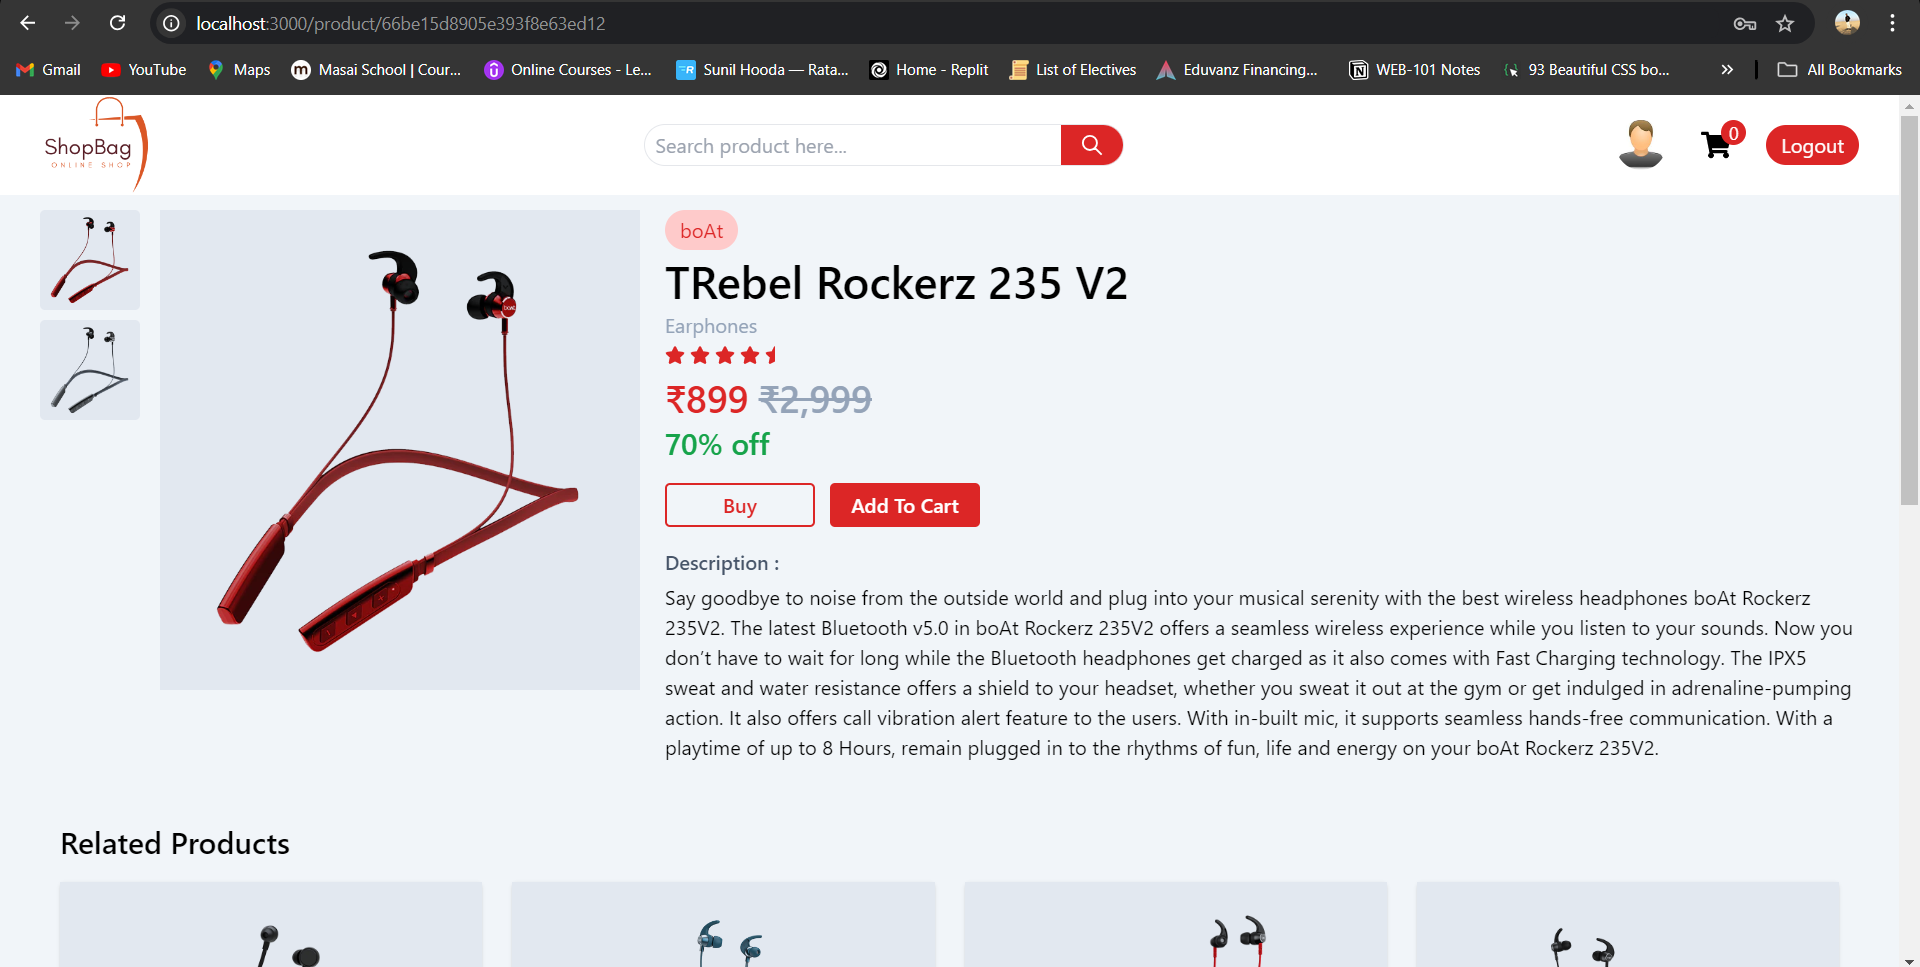 localhost:3000/product/66be15d8905e393f8e63ed12
Gmail
YouTube
Maps
Masai School | Cour...
Online Courses - Le...
Sunil Hooda — Rata...
Home - Replit
List of Electives
Eduvanz Financing...
WEB-101 Notes
93 Beautiful CSS bo...
All Bookmarks
ShopBag
ONLINE SHOP
Search product here...
0
Logout
boAt
TRebel Rockerz 235 V2
Earphones
₹899 ₹2,999
70% off
Buy
Add To Cart
Description :
Say goodbye to noise from the outside world and plug into your musical serenity with the best wireless headphones boAt Rockerz
235V2. The latest Bluetooth v5.0 in boAt Rockerz 235V2 offers a seamless wireless experience while you listen to your sounds. Now you
don’t have to wait for long while the Bluetooth headphones get charged as it also comes with Fast Charging technology. The IPX5
sweat and water resistance offers a shield to your headset, whether you sweat it out at the gym or get indulged in adrenaline-pumping
action. It also offers call vibration alert feature to the users. With in-built mic, it supports seamless hands-free communication. With a
playtime of up to 8 Hours, remain plugged in to the rhythms of fun, life and energy on your boAt Rockerz 235V2.
Related Products